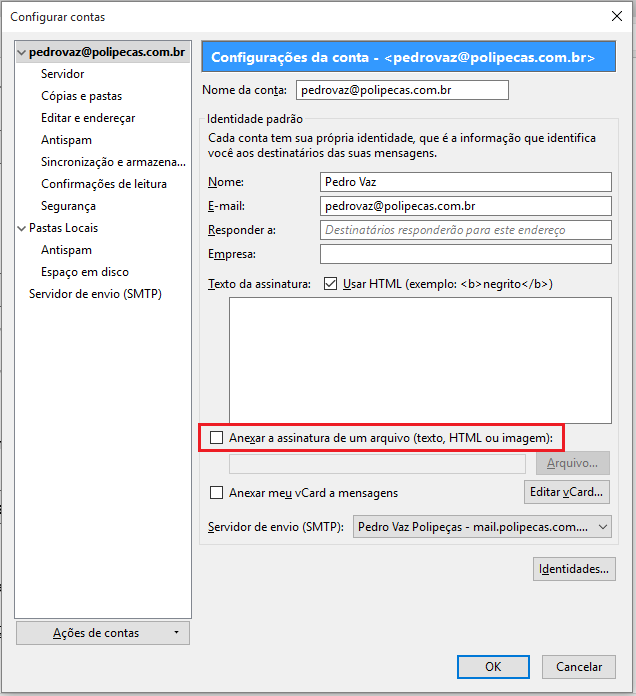 Configurar contas
pedrovaz@polipecas.com.br
Servidor
Cópias e pastas
Editar e endereçar
Antispam
Sincronização e armazena...
Confirmações de leitura
Segurança
Pastas Locais
Antispam
Espaço em disco
Servidor de envio (SMTP)
Ações de contas
Configurações da conta - <pedrovaz@polipecas.com.br>
Nome da conta: pedrovaz@polipecas.com.br
Identidade padrão
Cada conta tem sua própria identidade, que é a informação que identifica
você aos destinatários das suas mensagens.
Nome: Pedro Vaz
E-mail: pedrovaz@polipecas.com.br
Responder a: Destinatários responderão para este endereço
Empresa:
Texto da assinatura: Usar HTML (exemplo: <b>negrito</b>)
Anexar a assinatura de um arquivo (texto, HTML ou imagem):
Arquivo...
Anexar meu vCard a mensagens Editar vCard...
Servidor de envio (SMTP): Pedro Vaz Polipeças - mail.polipecas.com....
Identidades...
OK Cancelar